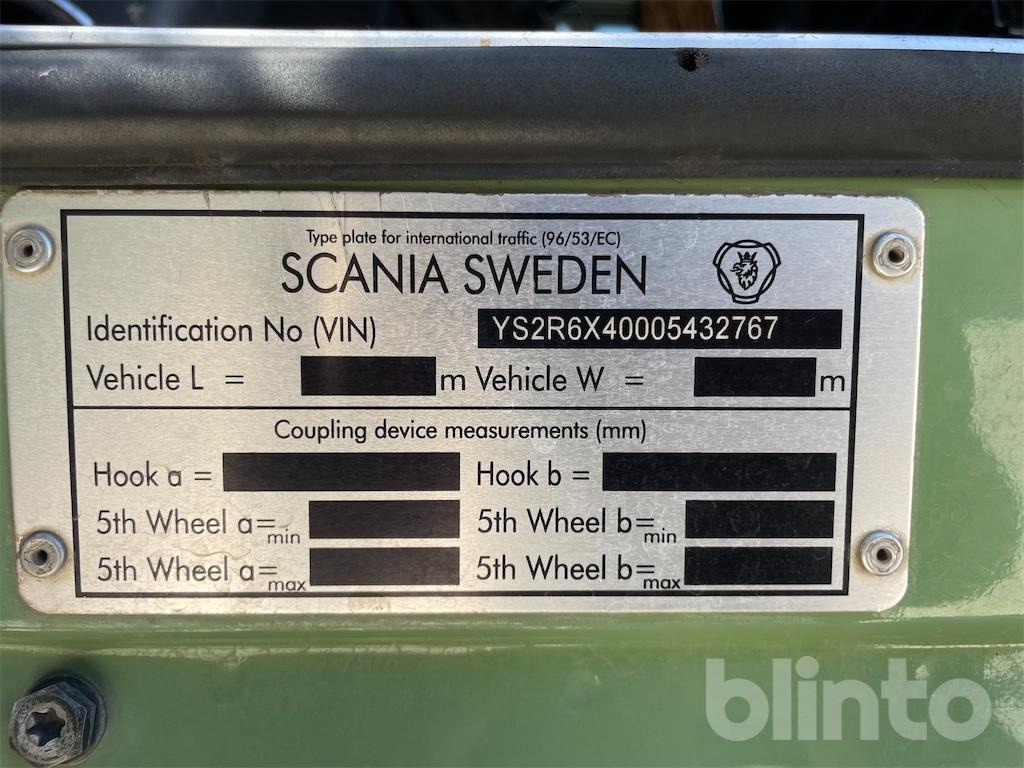 Type plate for international traffic (96/53/EC)
SCANIA SWEDEN
Identification No (VIN) YS2R6X40005432767
Vehicle L = m Vehicle W = m
Coupling device measurements (mm)
Hook a = Hook b =
5th Wheel a=min 5th Wheel b=min
5th Wheel a=max 5th Wheel b=max
blinto